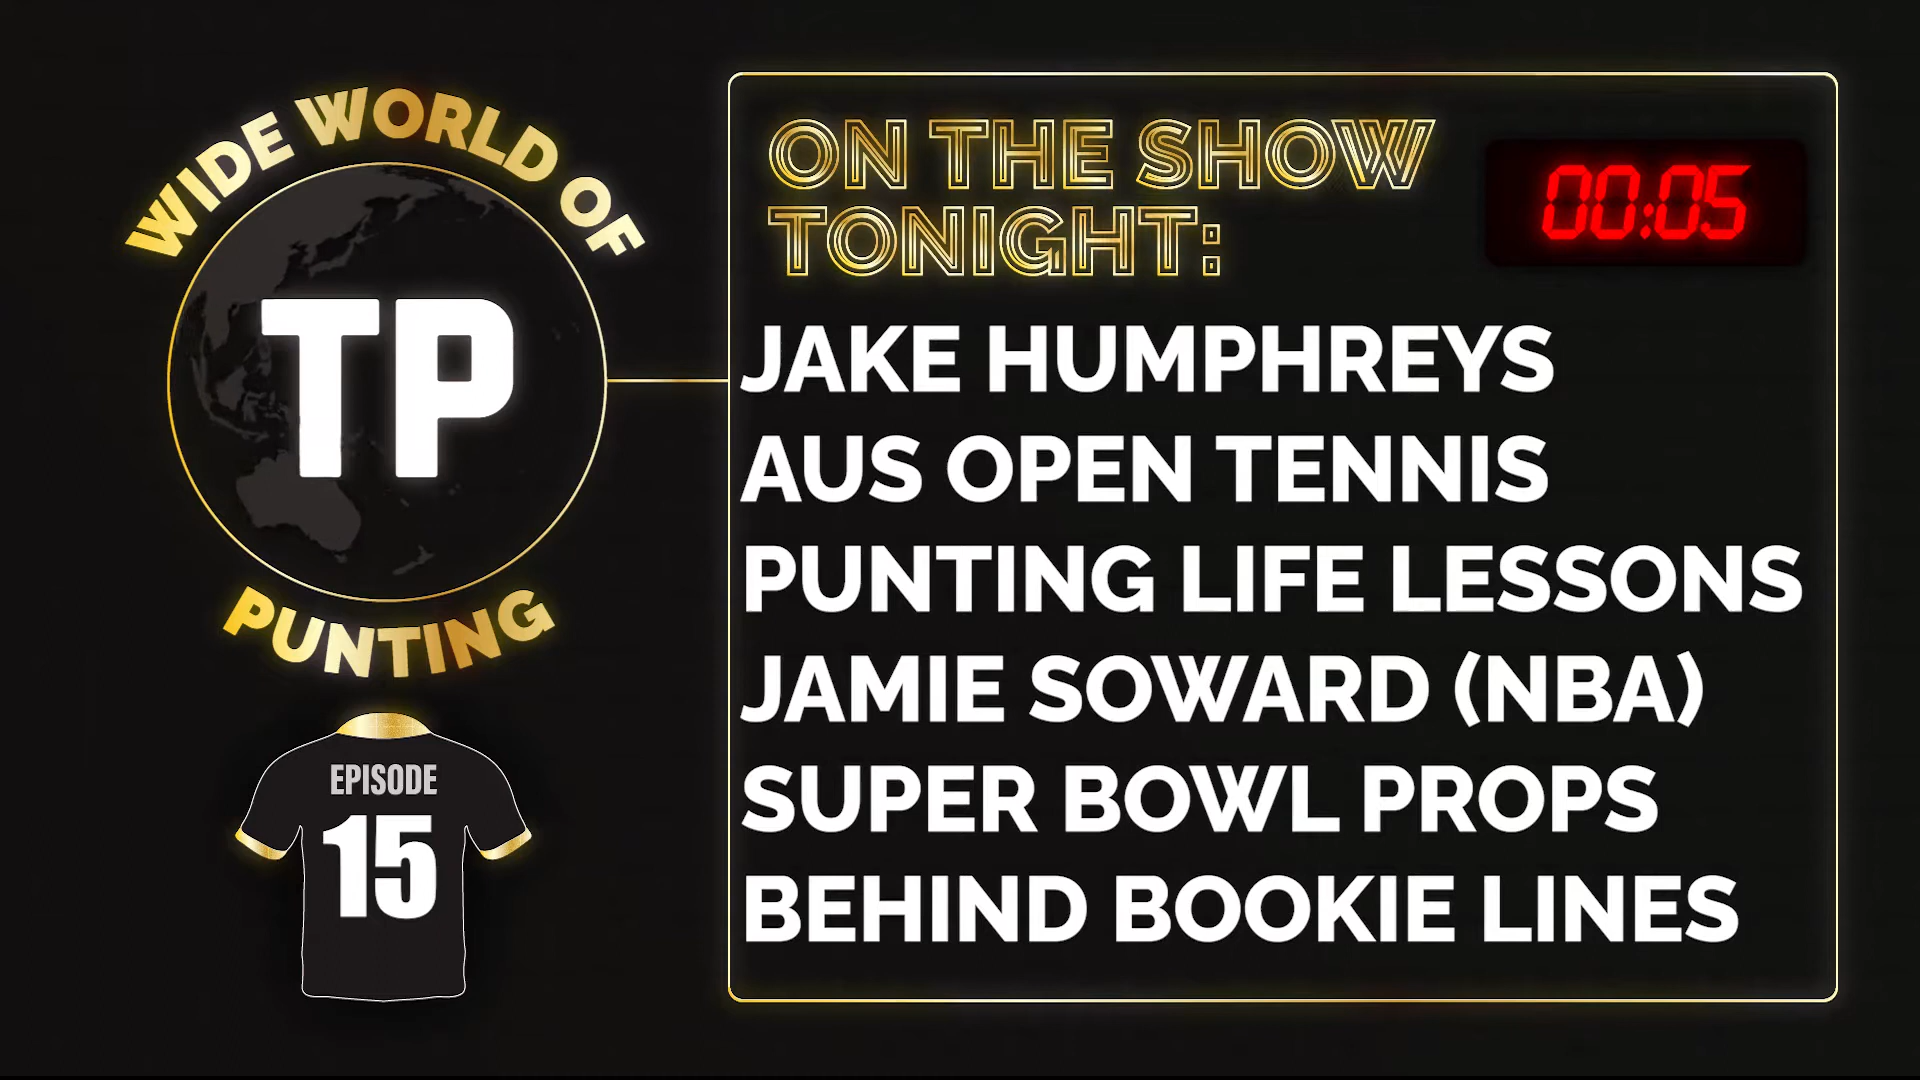 WIDE WORLD OF
TP
PUNTING
EPISODE
15
ON THE SHOW
TONIGHT:
00:05
JAKE HUMPHREYS
AUS OPEN TENNIS
PUNTING LIFE LESSONS
JAMIE SOWARD (NBA)
SUPER BOWL PROPS
BEHIND BOOKIE LINES